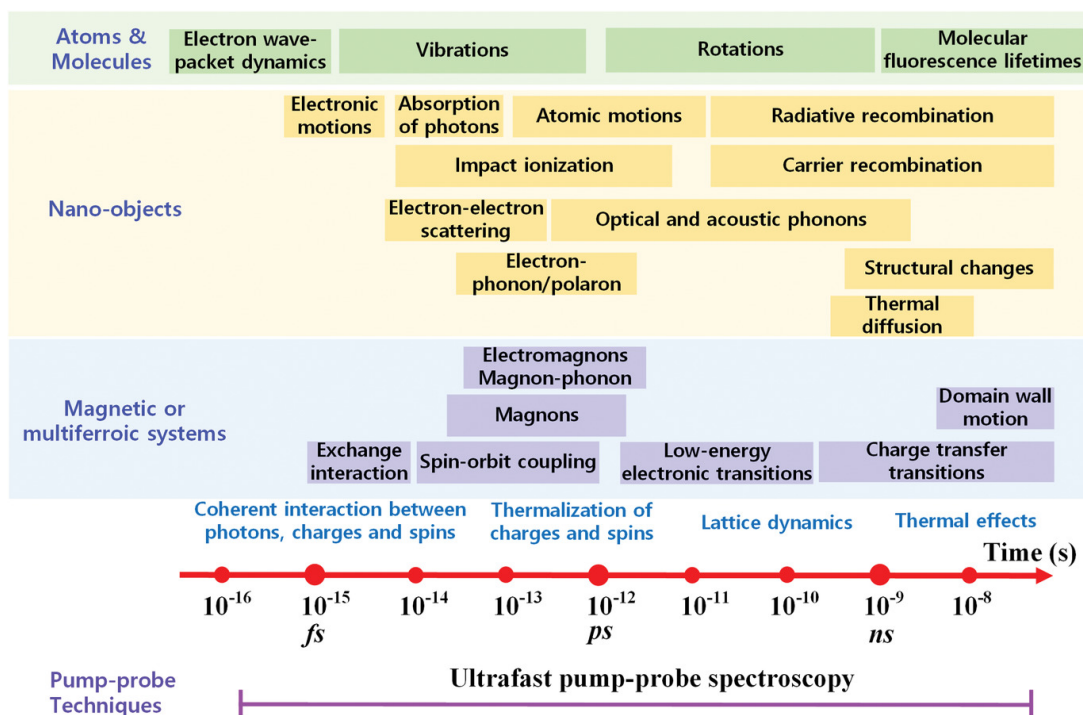 Atoms &
Molecules
Electron wave-
packet dynamics
Vibrations
Rotations
Molecular
fluorescence lifetimes
Nano-objects
Electronic
motions
Absorption
of photons
Atomic motions
Radiative recombination
Impact ionization
Carrier recombination
Electron-electron
scattering
Optical and acoustic phonons
Electron-
phonon/polaron
Structural changes
Thermal
diffusion
Magnetic or
multiferroic systems
Electromagnons
Magnon-phonon
Magnons
Domain wall
motion
Exchange
interaction
Spin-orbit coupling
Low-energy
electronic transitions
Charge transfer
transitions
Coherent interaction between
photons, charges and spins
Thermalization of
charges and spins
Lattice dynamics
Thermal effects
Time (s)
10⁻¹⁶ 10⁻¹⁵ 10⁻¹⁴ 10⁻¹³ 10⁻¹² 10⁻¹¹ 10⁻¹⁰ 10⁻⁹ 10⁻⁸
fs ps ns
Pump-probe
Techniques
Ultrafast pump-probe spectroscopy